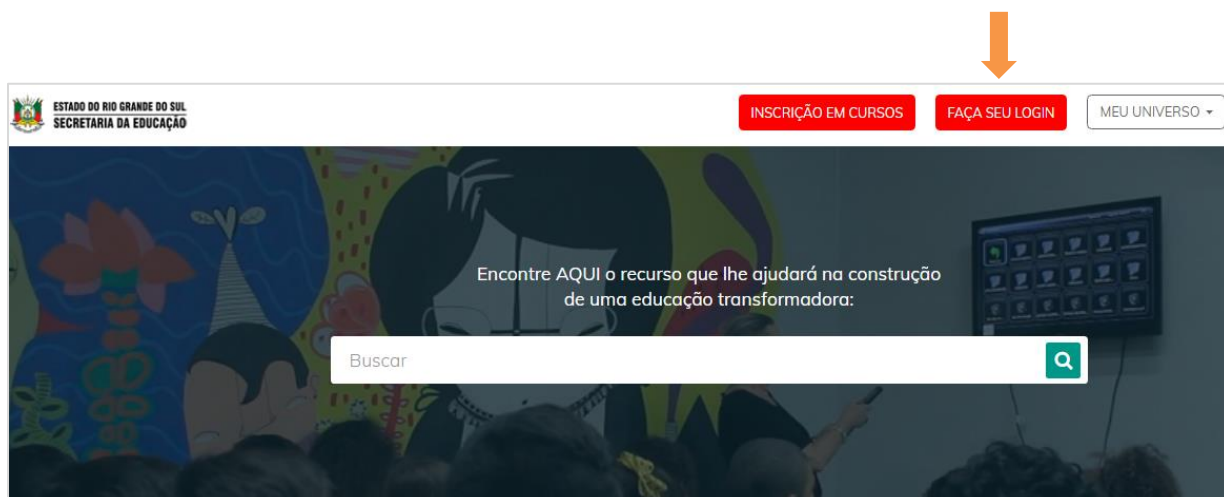 ESTADO DO RIO GRANDE DO SUL
SECRETARIA DA EDUCAÇÃO
INSCRIÇÃO EM CURSOS
FAÇA SEU LOGIN
MEU UNIVERSO
Encontre AQUI o recurso que lhe ajudará na construção
de uma educação transformadora:
Buscar